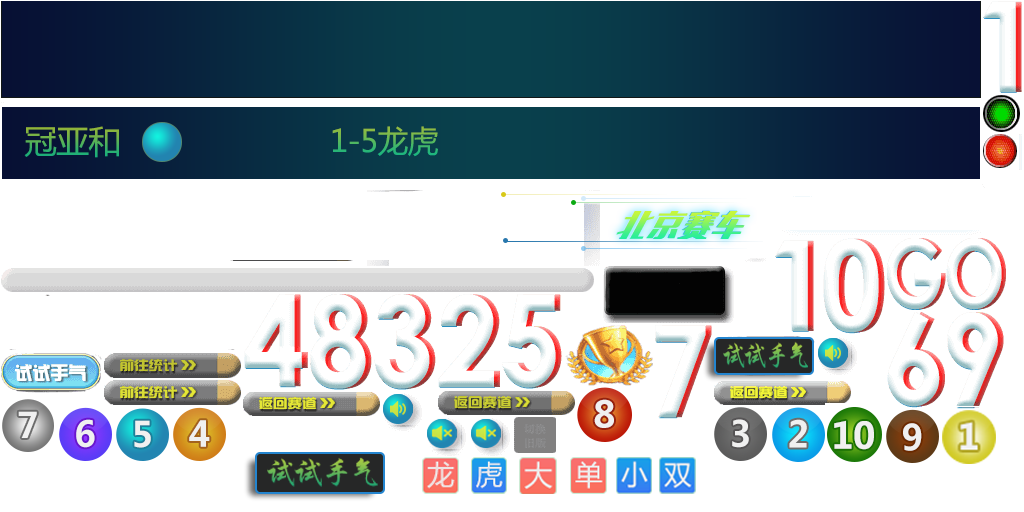 1
冠亚和
1-5龙虎
北京赛车
10GO
48325
7
69
试试手气
前往统计
前往统计
返回赛道
返回赛道
试试手气
返回赛道
7 6 5 4
8
3 2 10 9 1
试试手气
龙 虎 大 单 小 双